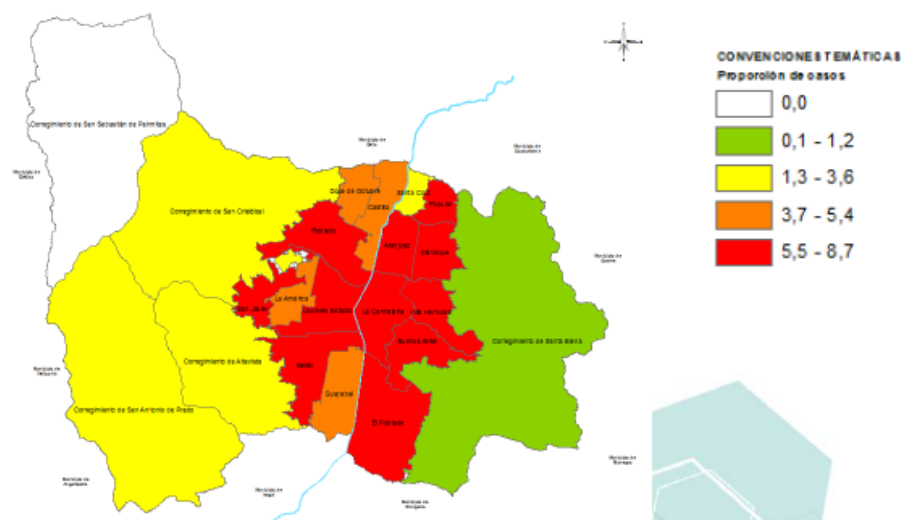 CONVENCIONES TEMÁTICAS
Proporción de casos
0,0
0,1 - 1,2
1,3 - 3,6
3,7 - 5,4
5,5 - 8,7
Corregimiento de San Sebastián de Palmitas
Municipio de Bello
Doce de Octubre
Santa Cruz
Castilla
Popular
Corregimiento de San Cristóbal
Robledo
Aranjuez
Manrique
La América
San Javier
La Candelaria
Villa Hermosa
Buenos Aires
Corregimiento de Santa Elena
Corregimiento de Altavista
Belén
Guayabal
El Poblado
Corregimiento de San Antonio de Prado